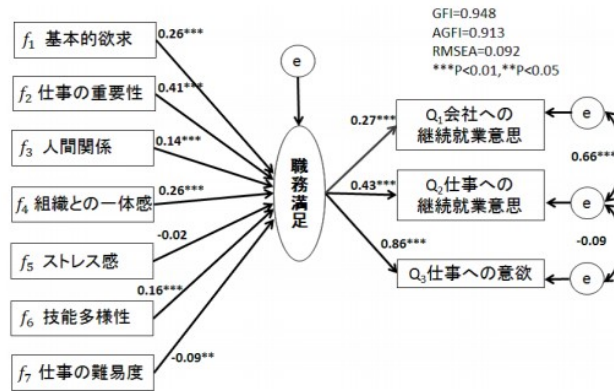 GFI=0.948
AGFI=0.913
RMSEA=0.092
***P<0.01,**P<0.05
f₁ 基本的欲求
0.26***
f₂ 仕事の重要性
0.41***
f₃ 人間関係
0.14***
f₄ 組織との一体感
0.26***
f₅ ストレス感
-0.02
f₆ 技能多様性
0.16***
f₇ 仕事の難易度
-0.09**
e
職務満足
0.27***
Q₁会社への
継続就業意思
e
0.66***
0.43***
Q₂仕事への
継続就業意思
e
-0.09
0.86***
Q₃仕事への意欲
e